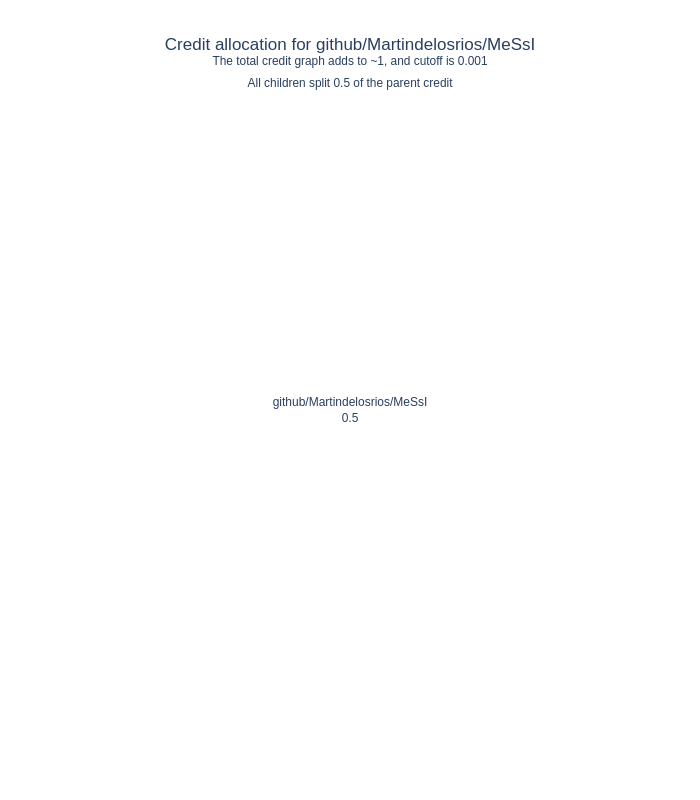 Credit allocation for github/Martindelosrios/MeSsI
The total credit graph adds to ~1, and cutoff is 0.001
All children split 0.5 of the parent credit
github/Martindelosrios/MeSsI
0.5